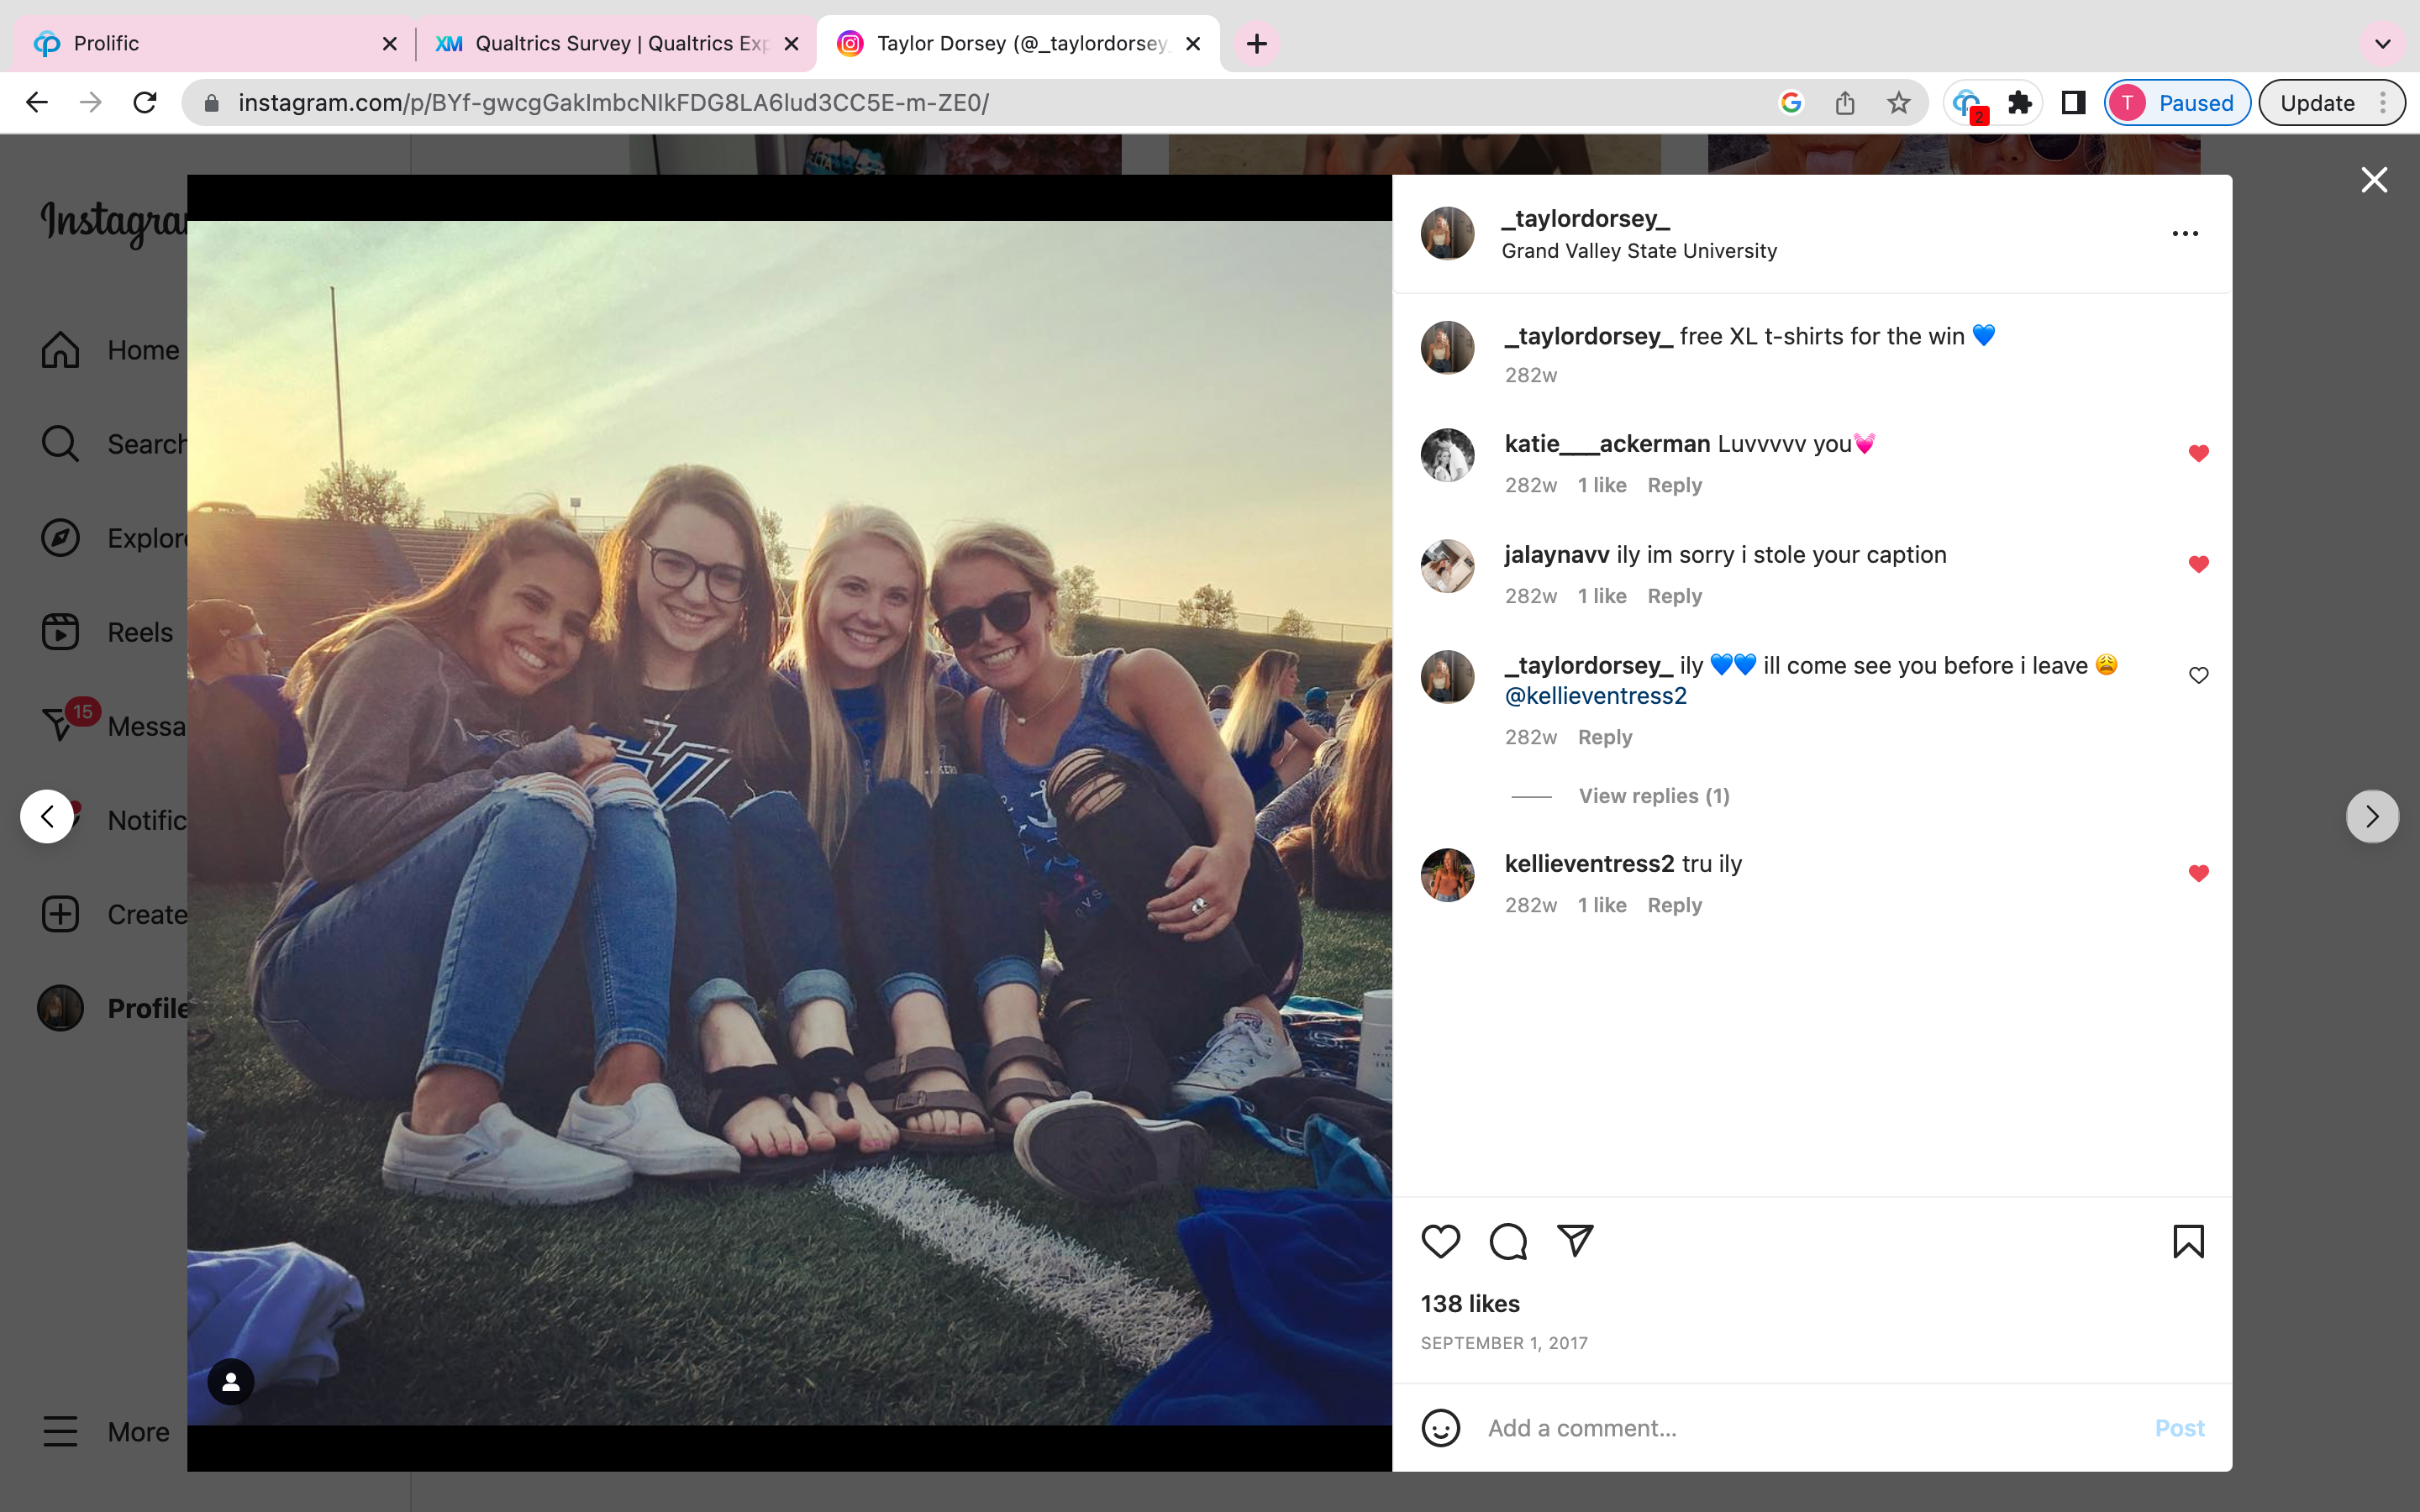 Prolific
XM Qualtrics Survey | Qualtrics Exp
Taylor Dorsey (@_taylordorsey_
instagram.com/p/BYf-gwcgGakImbcNIkFDG8LA6lud3CC5E-m-ZE0/
2
T Paused
Update
Instagra
Home
Search
Explore
Reels
15
Messa
Notific
Create
Profile
More
_taylordorsey_
Grand Valley State University
_taylordorsey_ free XL t-shirts for the win 💙
282w
katie___ackerman Luvvvvv you💓
282w 1 like Reply
jalaynavv ily im sorry i stole your caption
282w 1 like Reply
_taylordorsey_ ily 💙💙 ill come see you before i leave 😩
@kellieventress2
282w Reply
View replies (1)
kellieventress2 tru ily
282w 1 like Reply
138 likes
SEPTEMBER 1, 2017
Add a comment...
Post